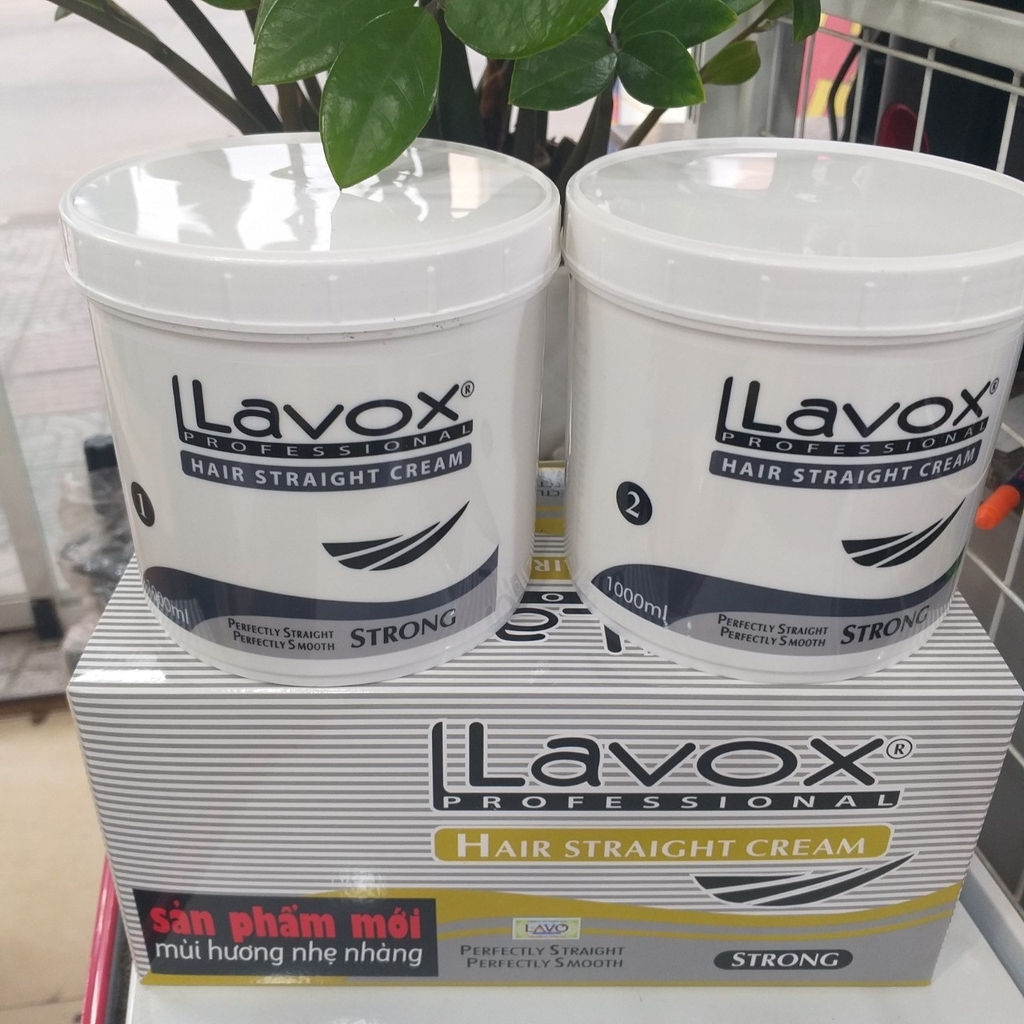 Lavox®
PROFESSIONAL
HAIR STRAIGHT CREAM
1
1000ml
PERFECTLY STRAIGHT
PERFECTLY SMOOTH
STRONG
Lavox®
PROFESSIONAL
HAIR STRAIGHT CREAM
2
1000ml
PERFECTLY STRAIGHT
PERFECTLY SMOOTH
STRONG
Lavox®
PROFESSIONAL
HAIR STRAIGHT CREAM
sản phẩm mới
mùi hương nhẹ nhàng
LAVO
PERFECTLY STRAIGHT
PERFECTLY SMOOTH
STRONG